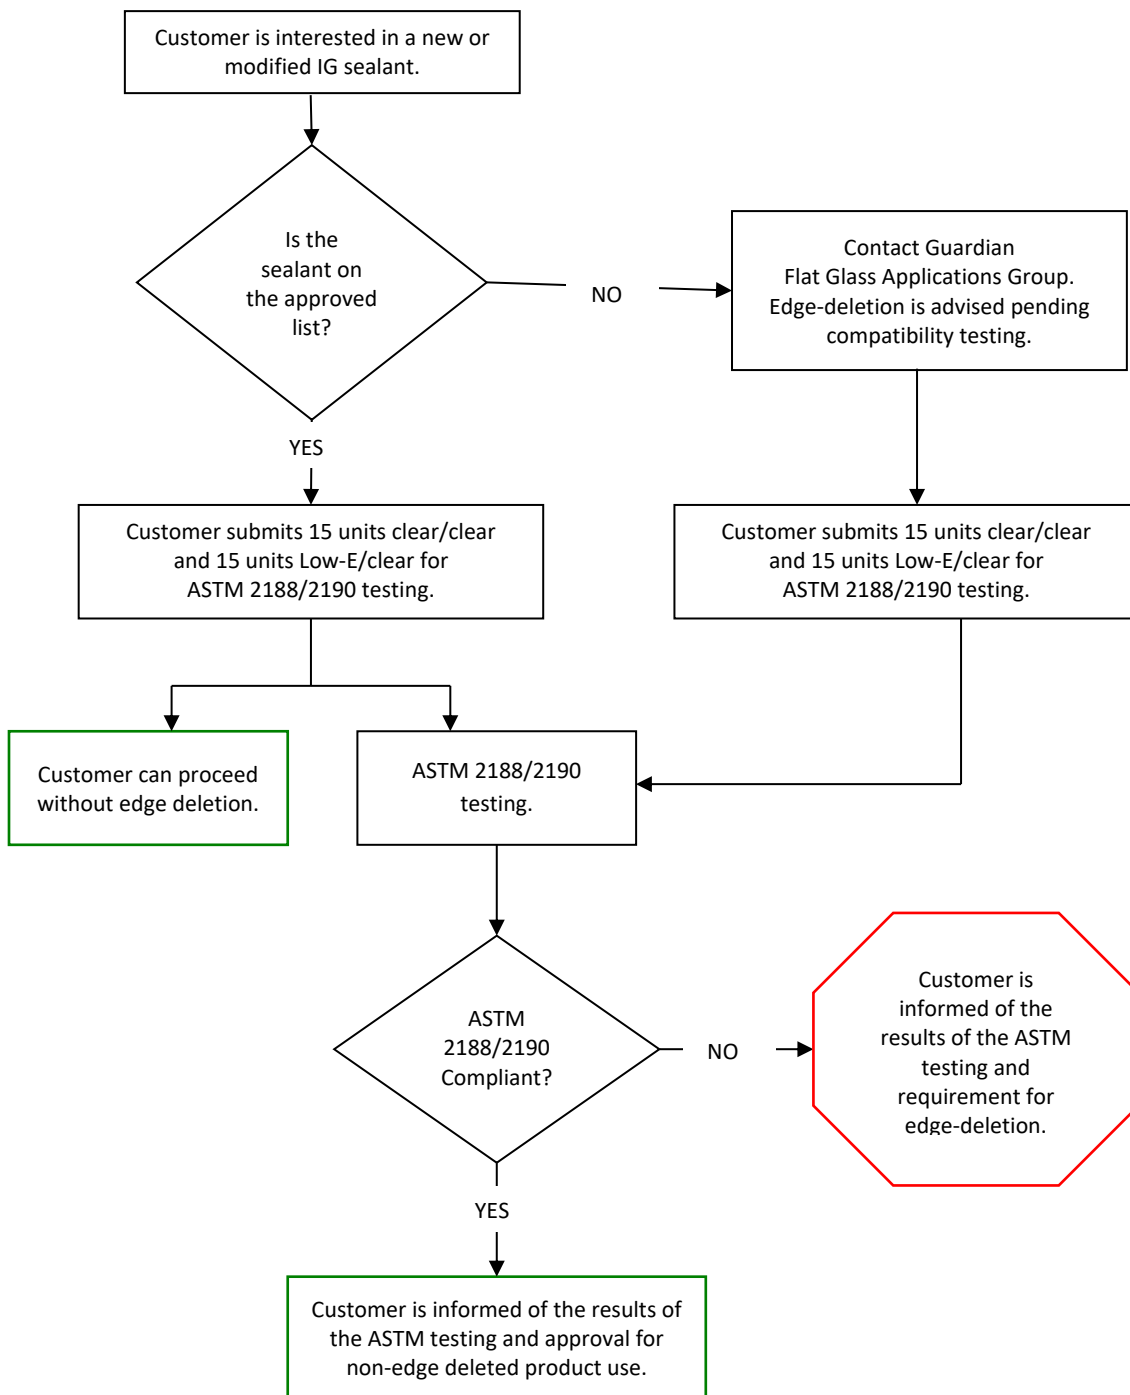 Customer is interested in a new or
modified IG sealant.
Is the
sealant on
the approved
list?
NO
Contact Guardian
Flat Glass Applications Group.
Edge-deletion is advised pending
compatibility testing.
YES
Customer submits 15 units clear/clear
and 15 units Low-E/clear for
ASTM 2188/2190 testing.
Customer submits 15 units clear/clear
and 15 units Low-E/clear for
ASTM 2188/2190 testing.
Customer can proceed
without edge deletion.
ASTM 2188/2190
testing.
ASTM
2188/2190
Compliant?
NO
Customer is
informed of the
results of the ASTM
testing and
requirement for
edge-deletion.
YES
Customer is informed of the results of
the ASTM testing and approval for
non-edge deleted product use.